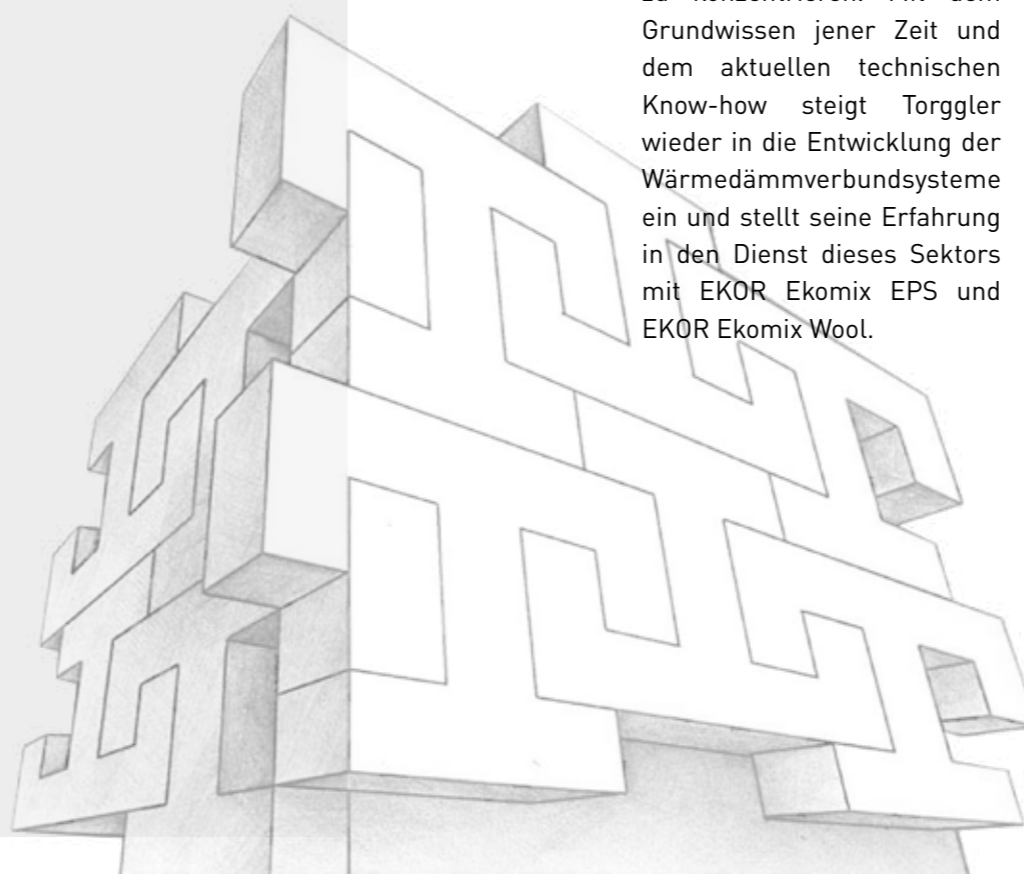 Grundwissen jener Zeit und
dem aktuellen technischen
Know-how steigt Torggler
wieder in die Entwicklung der
Wärmedämmverbundsysteme
ein und stellt seine Erfahrung
in den Dienst dieses Sektors
mit EKOR Ekomix EPS und
EKOR Ekomix Wool.